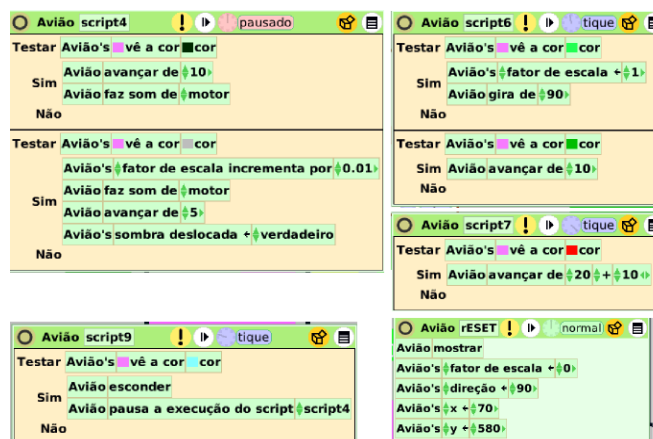 Avião script4 ! pausado
Testar Avião's vê a cor cor
Sim
Avião avançar de 10
Avião faz som de motor
Não
Testar Avião's vê a cor cor
Sim
Avião's fator de escala incrementa por 0.01
Avião faz som de motor
Avião avançar de 5
Avião's sombra deslocada ← verdadeiro
Não
Avião script6 ! tique
Testar Avião's vê a cor cor
Sim
Avião's fator de escala ← 1
Avião gira de 90
Não
Testar Avião's vê a cor cor
Sim Avião avançar de 10
Não
Avião script7 ! tique
Testar Avião's vê a cor cor
Sim Avião avançar de 20 + 10
Não
Avião script9 ! tique
Testar Avião's vê a cor cor
Sim
Avião esconder
Avião pausa a execução do script script4
Não
Avião rESET ! normal
Avião mostrar
Avião's fator de escala ← 0
Avião's direção ← 90
Avião's x ← 70
Avião's y ← 580